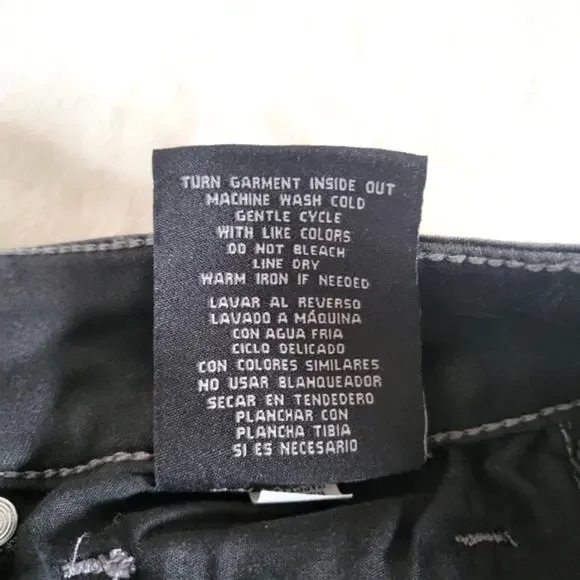 TURN GARMENT INSIDE OUT
MACHINE WASH COLD
GENTLE CYCLE
WITH LIKE COLORS
DO NOT BLEACH
LINE DRY
WARM IRON IF NEEDED
LAVAR AL REVERSO
LAVADO A MÁQUINA
CON AGUA FRIA
CICLO DELICADO
CON COLORES SIMILARES
NO USAR BLANQUEADOR
SECAR EN TENDEDERO
PLANCHAR CON
PLANCHA TIBIA
SI ES NECESARIO